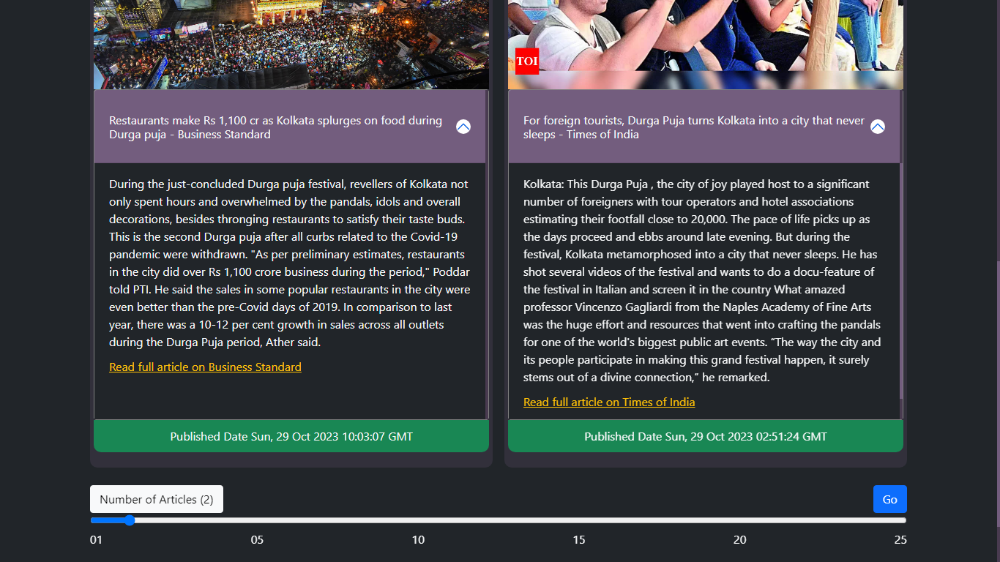 TOI
Restaurants make Rs 1,100 cr as Kolkata splurges on food during
Durga puja - Business Standard
During the just-concluded Durga puja festival, revellers of Kolkata not
only spent hours and overwhelmed by the pandals, idols and overall
decorations, besides thronging restaurants to satisfy their taste buds.
This is the second Durga puja after all curbs related to the Covid-19
pandemic were withdrawn. "As per preliminary estimates, restaurants
in the city did over Rs 1,100 crore business during the period," Poddar
told PTI. He said the sales in some popular restaurants in the city were
even better than the pre-Covid days of 2019. In comparison to last
year, there was a 10-12 per cent growth in sales across all outlets
during the Durga Puja period, Ather said.
Read full article on Business Standard
Published Date Sun, 29 Oct 2023 10:03:07 GMT
For foreign tourists, Durga Puja turns Kolkata into a city that never
sleeps - Times of India
Kolkata: This Durga Puja , the city of joy played host to a significant
number of foreigners with tour operators and hotel associations
estimating their footfall close to 20,000. The pace of life picks up as
the days proceed and ebbs around late evening. But during the
festival, Kolkata metamorphosed into a city that never sleeps. He has
shot several videos of the festival and wants to do a docu-feature of
the festival in Italian and screen it in the country What amazed
professor Vincenzo Gagliardi from the Naples Academy of Fine Arts
was the huge effort and resources that went into crafting the pandals
for one of the world's biggest public art events. “The way the city and
its people participate in making this grand festival happen, it surely
stems out of a divine connection,” he remarked.
Read full article on Times of India
Published Date Sun, 29 Oct 2023 02:51:24 GMT
Number of Articles (2)
Go
01 05 10 15 20 25